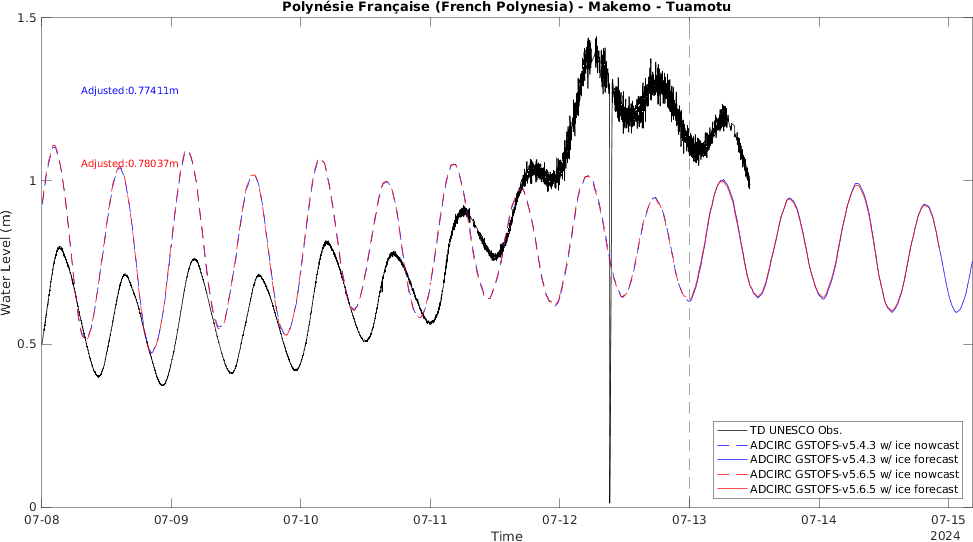 Polynésie Française (French Polynesia) - Makemo - Tuamotu
1.5
Adjusted:0.77411m
Adjusted:0.78037m
1
Water Level (m)
0.5
0
TD UNESCO Obs.
ADCIRC GSTOFS-v5.4.3 w/ ice nowcast
ADCIRC GSTOFS-v5.4.3 w/ ice forecast
ADCIRC GSTOFS-v5.6.5 w/ ice nowcast
ADCIRC GSTOFS-v5.6.5 w/ ice forecast
07-08 07-09 07-10 07-11 07-12 07-13 07-14 07-15
Time
2024